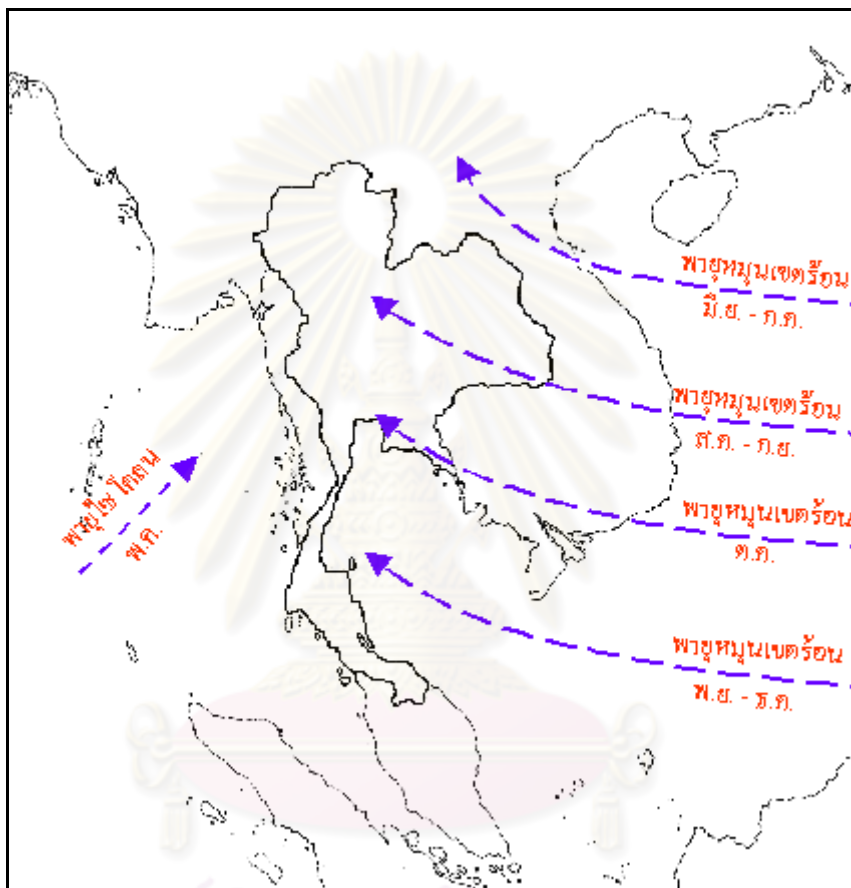 พายุหมุนเขตร้อน
มิ.ย. - ก.ค.
พายุหมุนเขตร้อน
ส.ค. - ก.ย.
พายุไซโคลน
พ.ค.
พายุหมุนเขตร้อน
ต.ค.
พายุหมุนเขตร้อน
พ.ย. - ธ.ค.